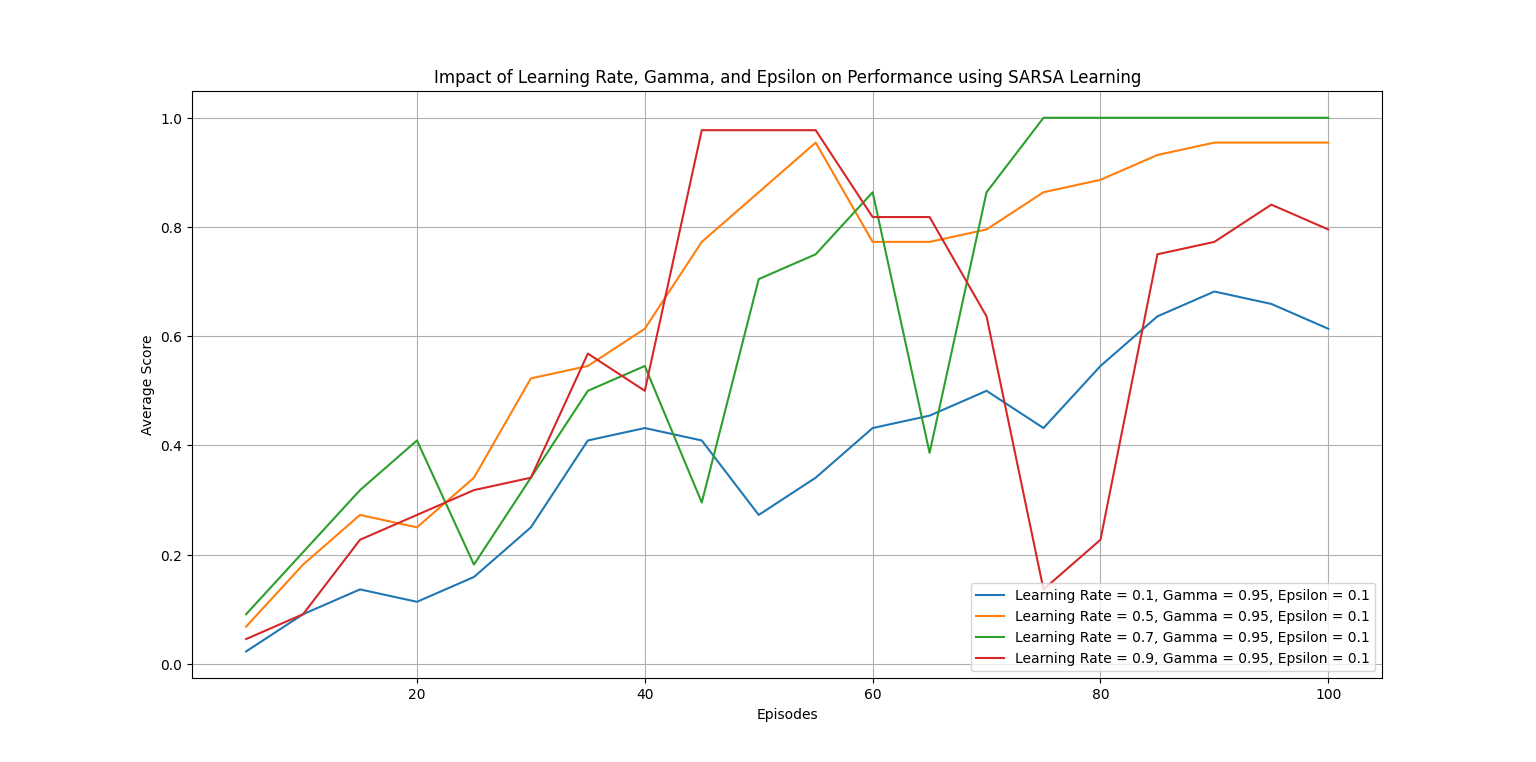 Impact of Learning Rate, Gamma, and Epsilon on Performance using SARSA Learning
1.0
0.8
0.6
0.4
0.2
0.0
Average Score
20
40
60
80
100
Episodes
Learning Rate = 0.1, Gamma = 0.95, Epsilon = 0.1
Learning Rate = 0.5, Gamma = 0.95, Epsilon = 0.1
Learning Rate = 0.7, Gamma = 0.95, Epsilon = 0.1
Learning Rate = 0.9, Gamma = 0.95, Epsilon = 0.1